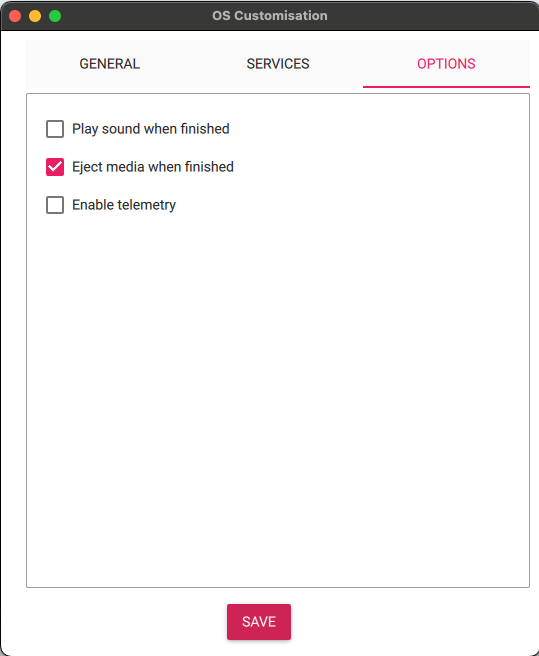 OS Customisation
GENERAL SERVICES OPTIONS
Play sound when finished
Eject media when finished
Enable telemetry
SAVE